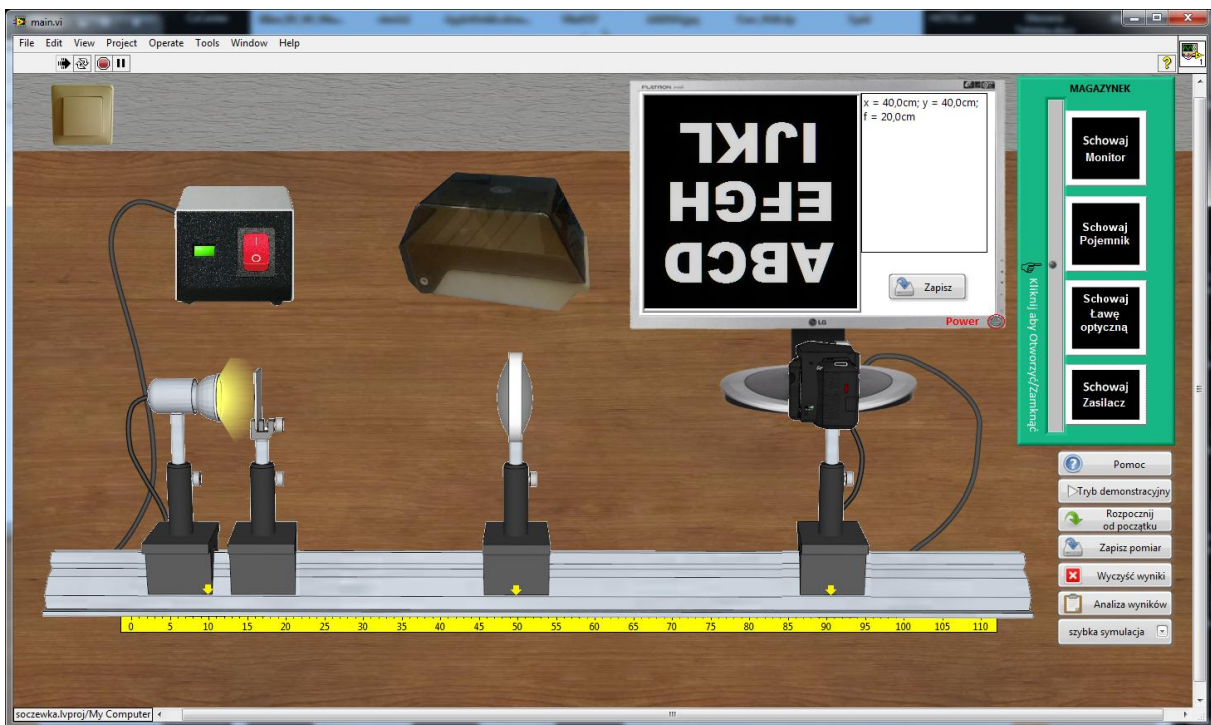 main.vi
File Edit View Project Operate Tools Window Help
x = 40,0cm; y = 40,0cm;
f = 20,0cm
ABCD
EFGH
IJKL
Zapisz
LG
Power
MAGAZYNEK
Schowaj
Monitor
Schowaj
Pojemnik
Schowaj
Ławę
optyczną
Schowaj
Zasilacz
Kliknij aby Otworzyć/Zamknąć
Pomoc
Tryb demonstracyjny
Rozpocznij
od początku
Zapisz pomiar
Wyczyść wyniki
Analiza wyników
szybka symulacja
0 5 10 15 20 25 30 35 40 45 50 55 60 65 70 75 80 85 90 95 100 105 110
soczewka.lvproj/My Computer